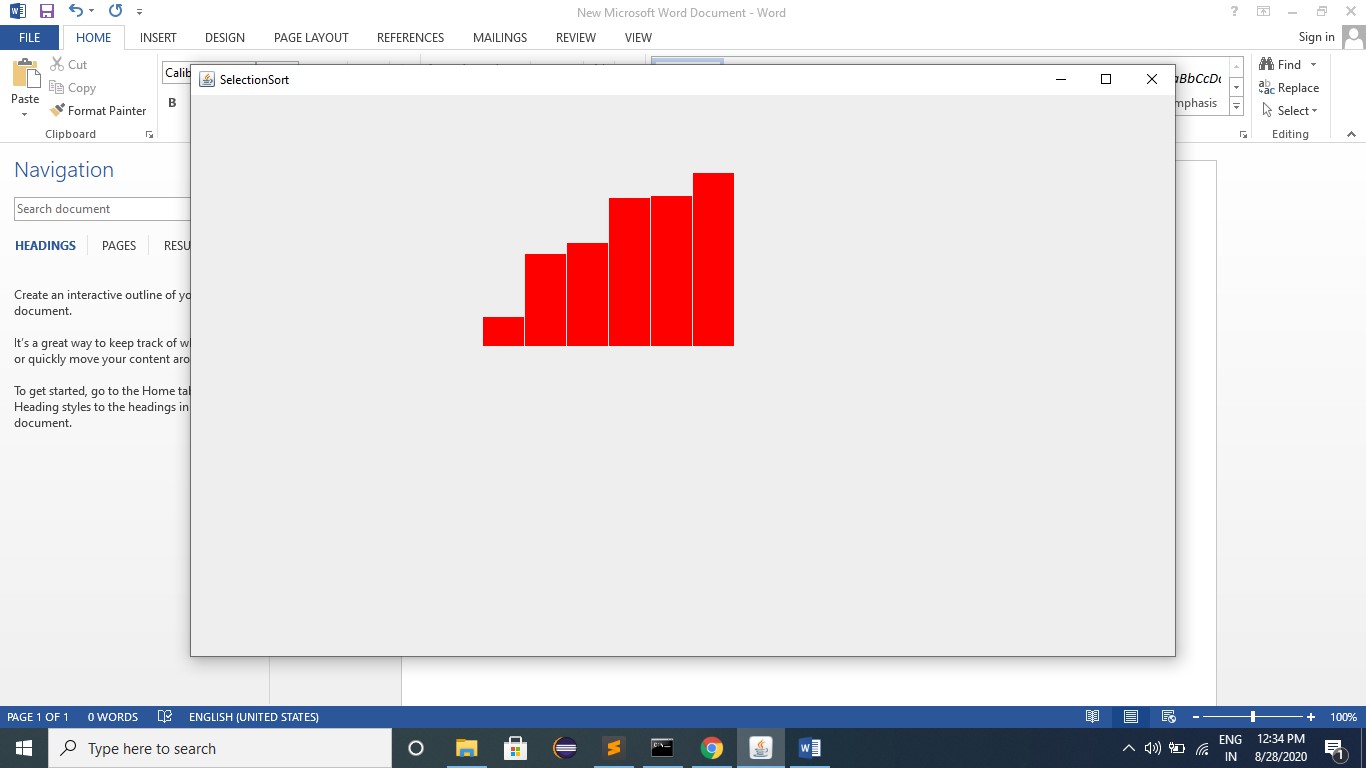 New Microsoft Word Document - Word
FILE HOME INSERT DESIGN PAGE LAYOUT REFERENCES MAILINGS REVIEW VIEW Sign in
Paste
Cut
Copy
Format Painter
Clipboard
Calib
B
SelectionSort
Find
Replace
Select
Editing
Navigation
Search document
HEADINGS PAGES RESU
Create an interactive outline of yo
document.
It's a great way to keep track of wh
or quickly move your content aro
To get started, go to the Home tab
Heading styles to the headings in
document.
PAGE 1 OF 1 0 WORDS ENGLISH (UNITED STATES) 100%
Type here to search
ENG
IN
12:34 PM
8/28/2020
1